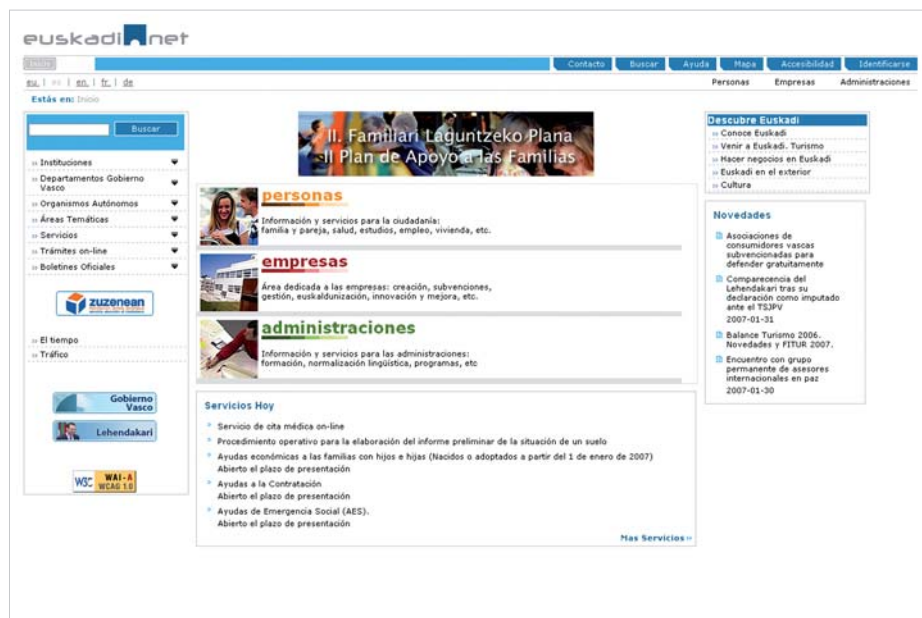 euskadi net
Inicio
Contacto Buscar Ayuda Mapa Accesibilidad Identificarse
eu. | es | en. | fr. | de
Personas Empresas Administraciones
Estás en: Inicio
Buscar
» Instituciones
» Departamentos Gobierno
Vasco
» Organismos Autónomos
» Áreas Temáticas
» Servicios
» Trámites on-line
» Boletines Oficiales
zuzenean
» El tiempo
» Tráfico
Gobierno
Vasco
Lehendakari
W3C WAI-A
WCAG 1.0
II. Familiari Laguntzeko Plana
II Plan de Apoyo a las Familias
personas
Información y servicios para la ciudadanía:
familia y pareja, salud, estudios, empleo, vivienda, etc.
empresas
Área dedicada a las empresas: creación, subvenciones,
gestión, euskaldunización, innovación y mejora, etc.
administraciones
Información y servicios para las administraciones:
formación, normalización lingüística, programas, etc
Servicios Hoy
Servicio de cita médica on-line
Procedimiento operativo para la elaboración del informe preliminar de la situación de un suelo
Ayudas económicas a las familias con hijos e hijas (Nacidos o adoptados a partir del 1 de enero de 2007)
Abierto el plazo de presentación
Ayudas a la Contratación
Abierto el plazo de presentación
Ayudas de Emergencia Social (AES).
Abierto el plazo de presentación
Mas Servicios »
Descubre Euskadi
» Conoce Euskadi
» Venir a Euskadi. Turismo
» Hacer negocios en Euskadi
» Euskadi en el exterior
» Cultura
Novedades
Asociaciones de
consumidores vascas
subvencionadas para
defender gratuitamente
Comparecencia del
Lehendakari tras su
declaración como imputado
ante el TSJPV
2007-01-31
Balance Turismo 2006.
Novedades y FITUR 2007.
Encuentro con grupo
permanente de asesores
internacionales en paz
2007-01-30